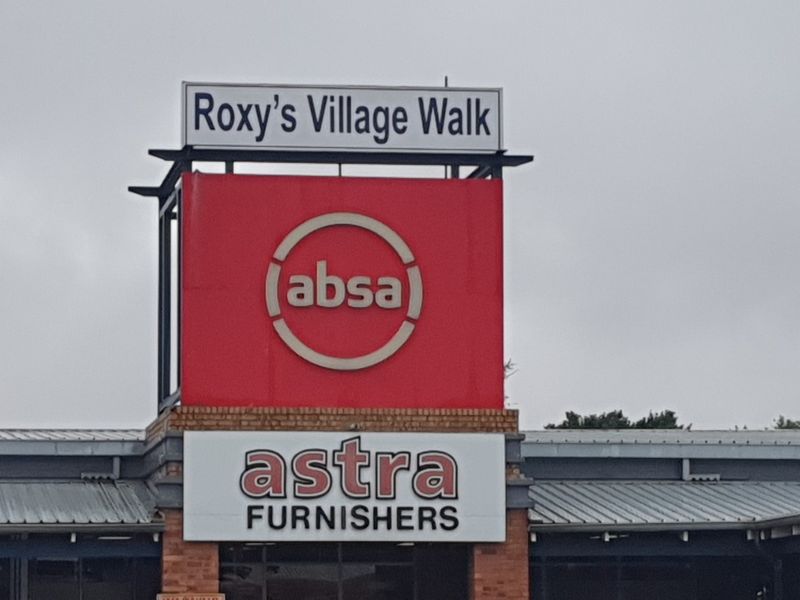 Roxy's Village Walk
absa
astra
FURNISHERS